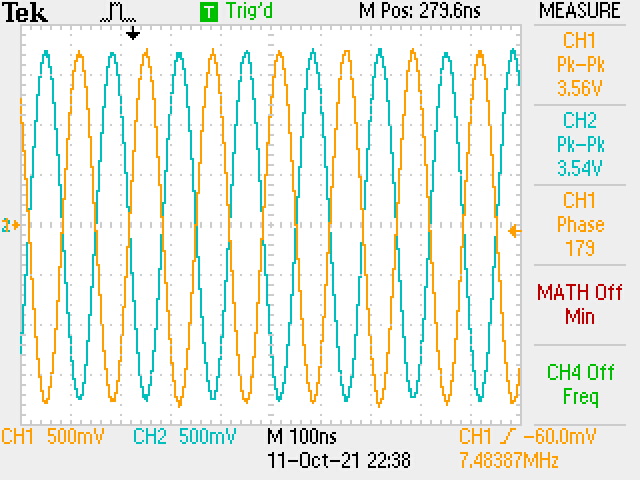 Tek T Trig'd M Pos: 279.6ns MEASURE
CH1
Pk-Pk
3.56V
CH2
Pk-Pk
3.54V
CH1
Phase
179
MATH Off
Min
CH4 Off
Freq
2
CH1 500mV CH2 500mV M 100ns CH1 -60.0mV
11-Oct-21 22:38 7.48387MHz